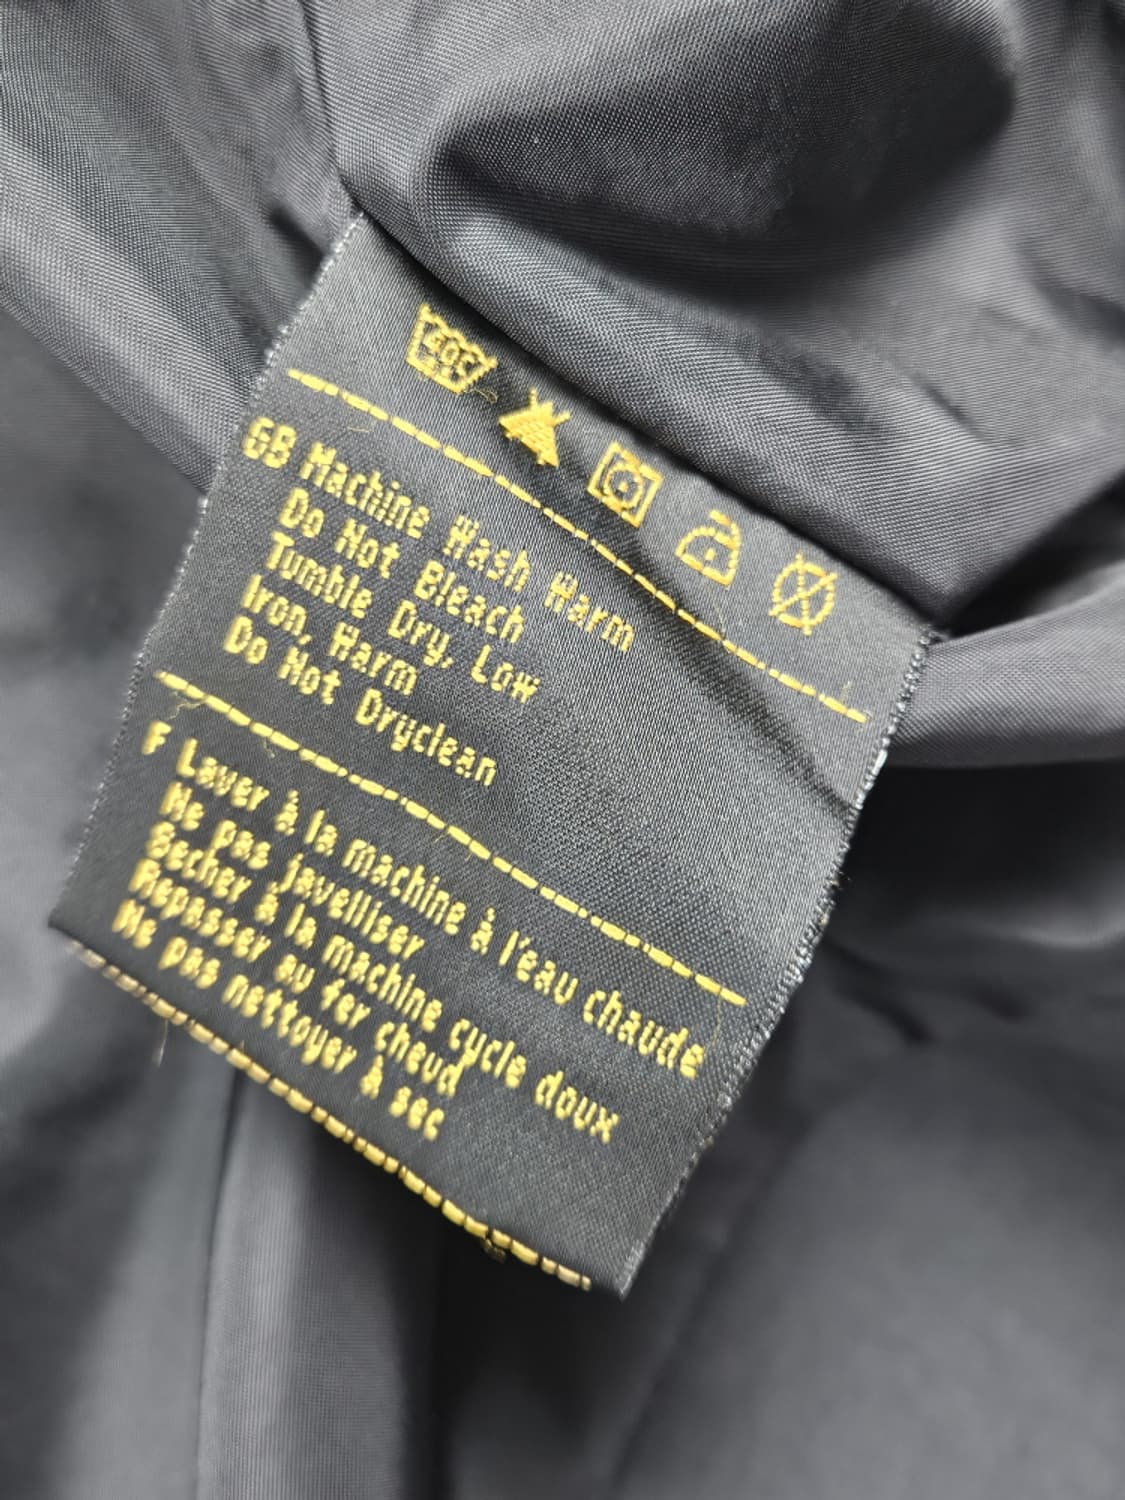 GB Machine Wash Warm
Do Not Bleach
Tumble Dry, Low
Iron, Warm
Do Not Dryclean
F Laver à la machine à l'eau chaude
Ne pas javelliser
Secher à la machine cycle doux
Repasser au fer cheud
Ne pas nettoyer à sec